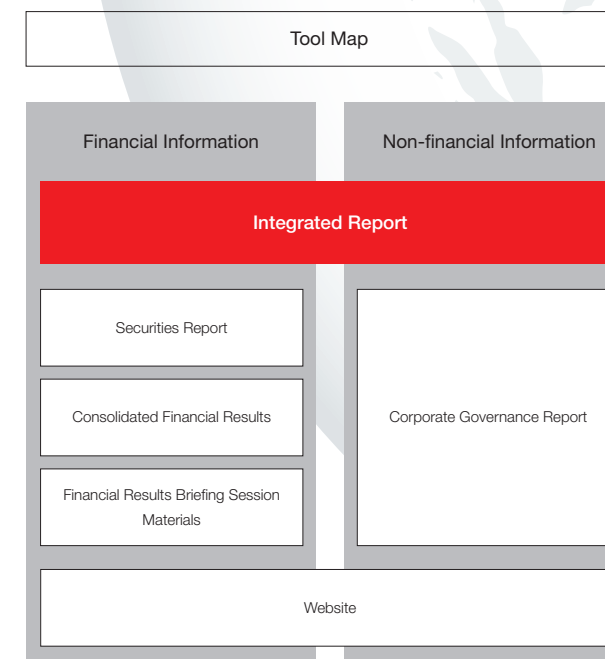 Tool Map
Financial Information
Non-financial Information
Integrated Report
Securities Report
Consolidated Financial Results
Financial Results Briefing Session
Materials
Corporate Governance Report
Website